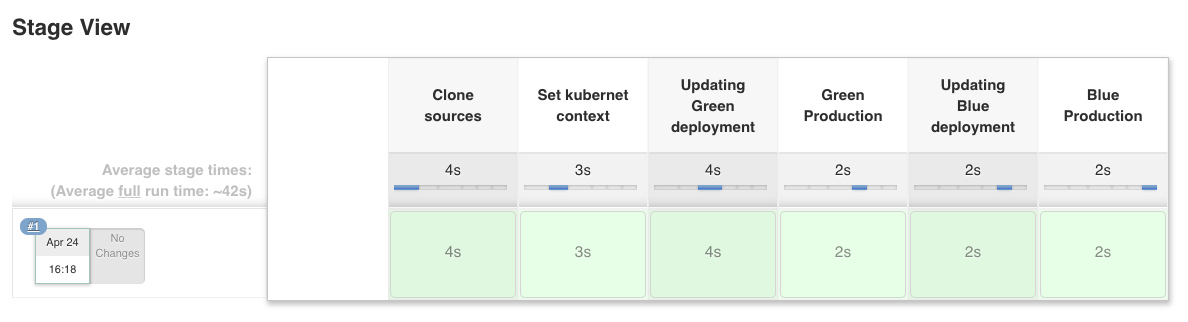 Stage View
Clone
sources
Set kubernet
context
Updating
Green
deployment
Green
Production
Updating
Blue
deployment
Blue
Production
Average stage times:
(Average full run time: ~42s)
4s
3s
4s
2s
2s
2s
#1
Apr 24
16:18
No
Changes
4s
3s
4s
2s
2s
2s